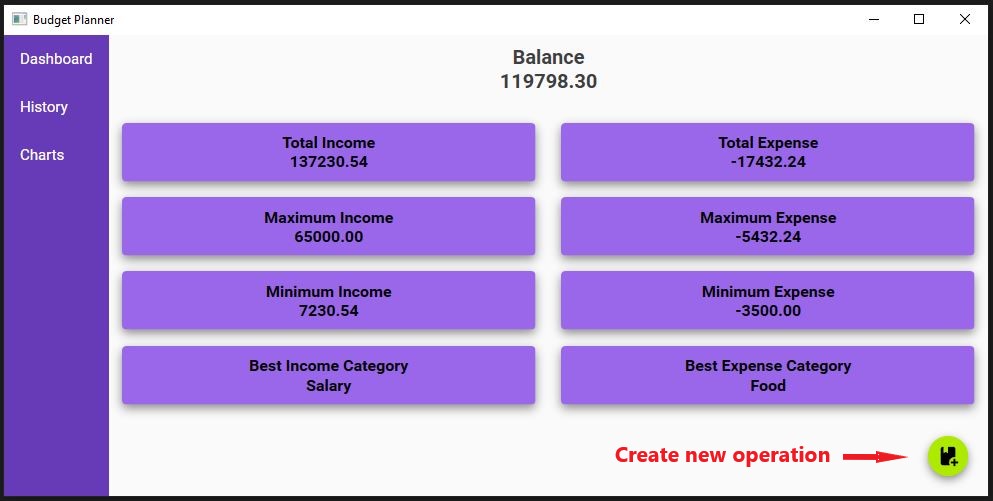 Budget Planner
Dashboard
History
Charts
Balance
119798.30
Total Income
137230.54
Total Expense
-17432.24
Maximum Income
65000.00
Maximum Expense
-5432.24
Minimum Income
7230.54
Minimum Expense
-3500.00
Best Income Category
Salary
Best Expense Category
Food
Create new operation